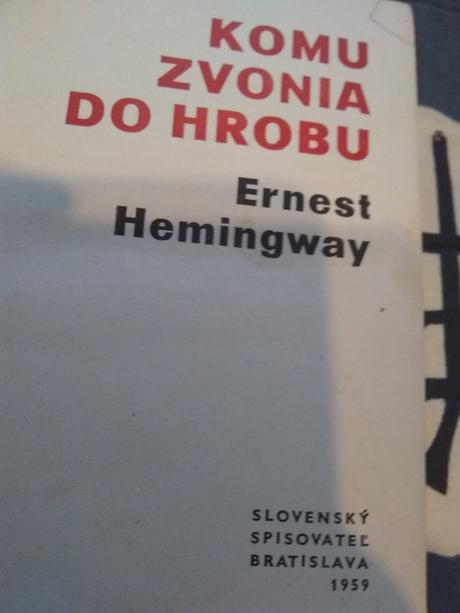 KOMU
ZVONIA
DO HROBU
Ernest
Hemingway
SLOVENSKÝ
SPISOVATEĽ
BRATISLAVA
1959